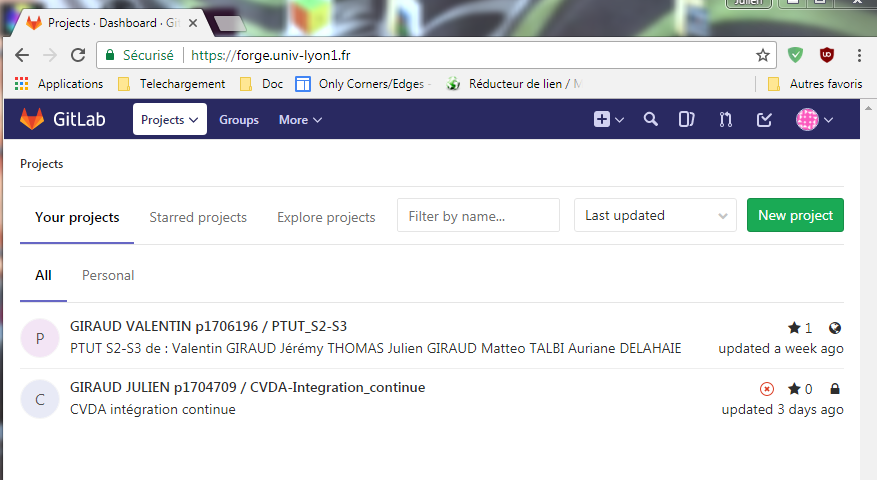 Julien
Projects · Dashboard · Git
Sécurisé https://forge.univ-lyon1.fr
Applications Telechargement Doc Only Corners/Edges - Réducteur de lien / M Autres favoris
GitLab Projects Groups More
Projects
Your projects Starred projects Explore projects Filter by name... Last updated New project
All Personal
P GIRAUD VALENTIN p1706196 / PTUT_S2-S3 1
PTUT S2-S3 de : Valentin GIRAUD Jérémy THOMAS Julien GIRAUD Matteo TALBI Auriane DELAHAIE updated a week ago
C GIRAUD JULIEN p1704709 / CVDA-Integration_continue 0
CVDA intégration continue updated 3 days ago